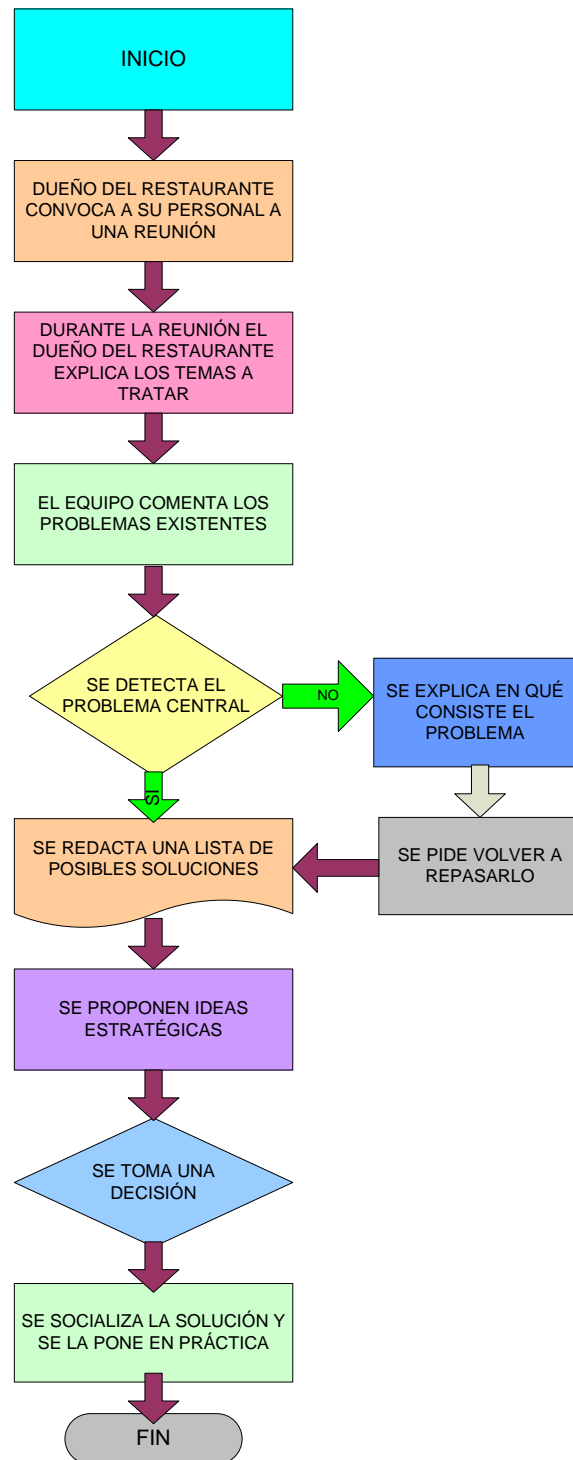 INICIO
DUEÑO DEL RESTAURANTE
CONVOCA A SU PERSONAL A
UNA REUNIÓN
DURANTE LA REUNIÓN EL
DUEÑO DEL RESTAURANTE
EXPLICA LOS TEMAS A
TRATAR
EL EQUIPO COMENTA LOS
PROBLEMAS EXISTENTES
SE DETECTA EL
PROBLEMA CENTRAL
NO
SE EXPLICA EN QUÉ
CONSISTE EL
PROBLEMA
SI
SE REDACTA UNA LISTA DE
POSIBLES SOLUCIONES
SE PIDE VOLVER A
REPASARLO
SE PROPONEN IDEAS
ESTRATÉGICAS
SE TOMA UNA
DECISIÓN
SE SOCIALIZA LA SOLUCIÓN Y
SE LA PONE EN PRÁCTICA
FIN